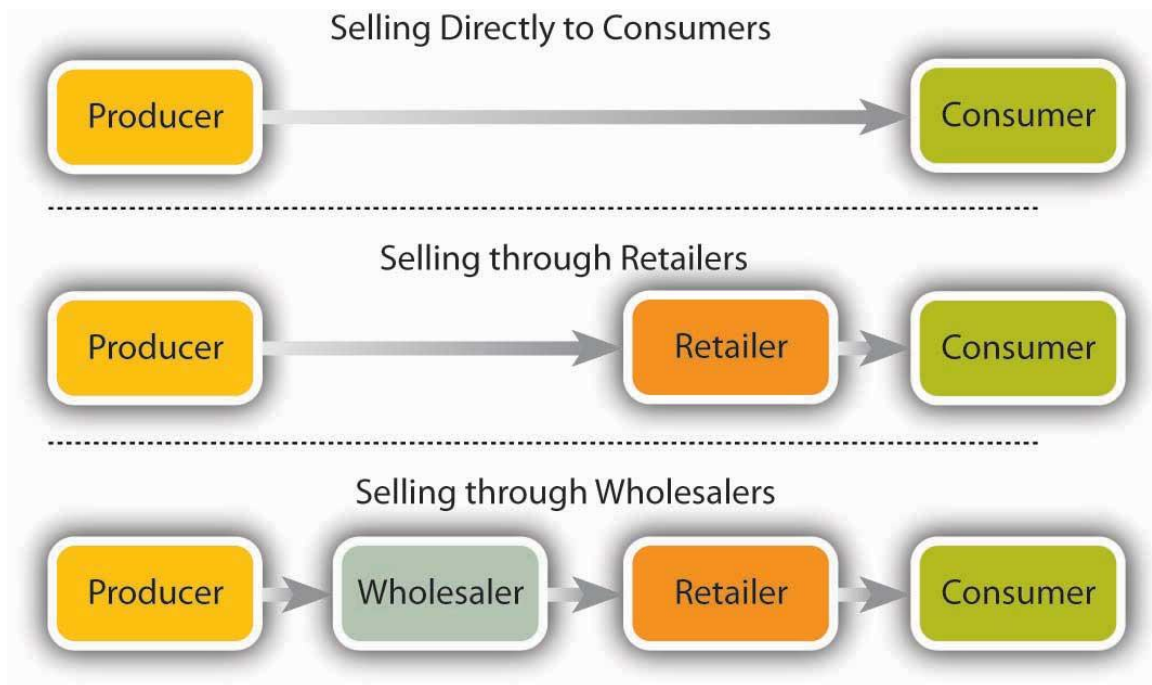 Selling Directly to Consumers
Producer
Consumer
Selling through Retailers
Producer
Retailer
Consumer
Selling through Wholesalers
Producer
Wholesaler
Retailer
Consumer